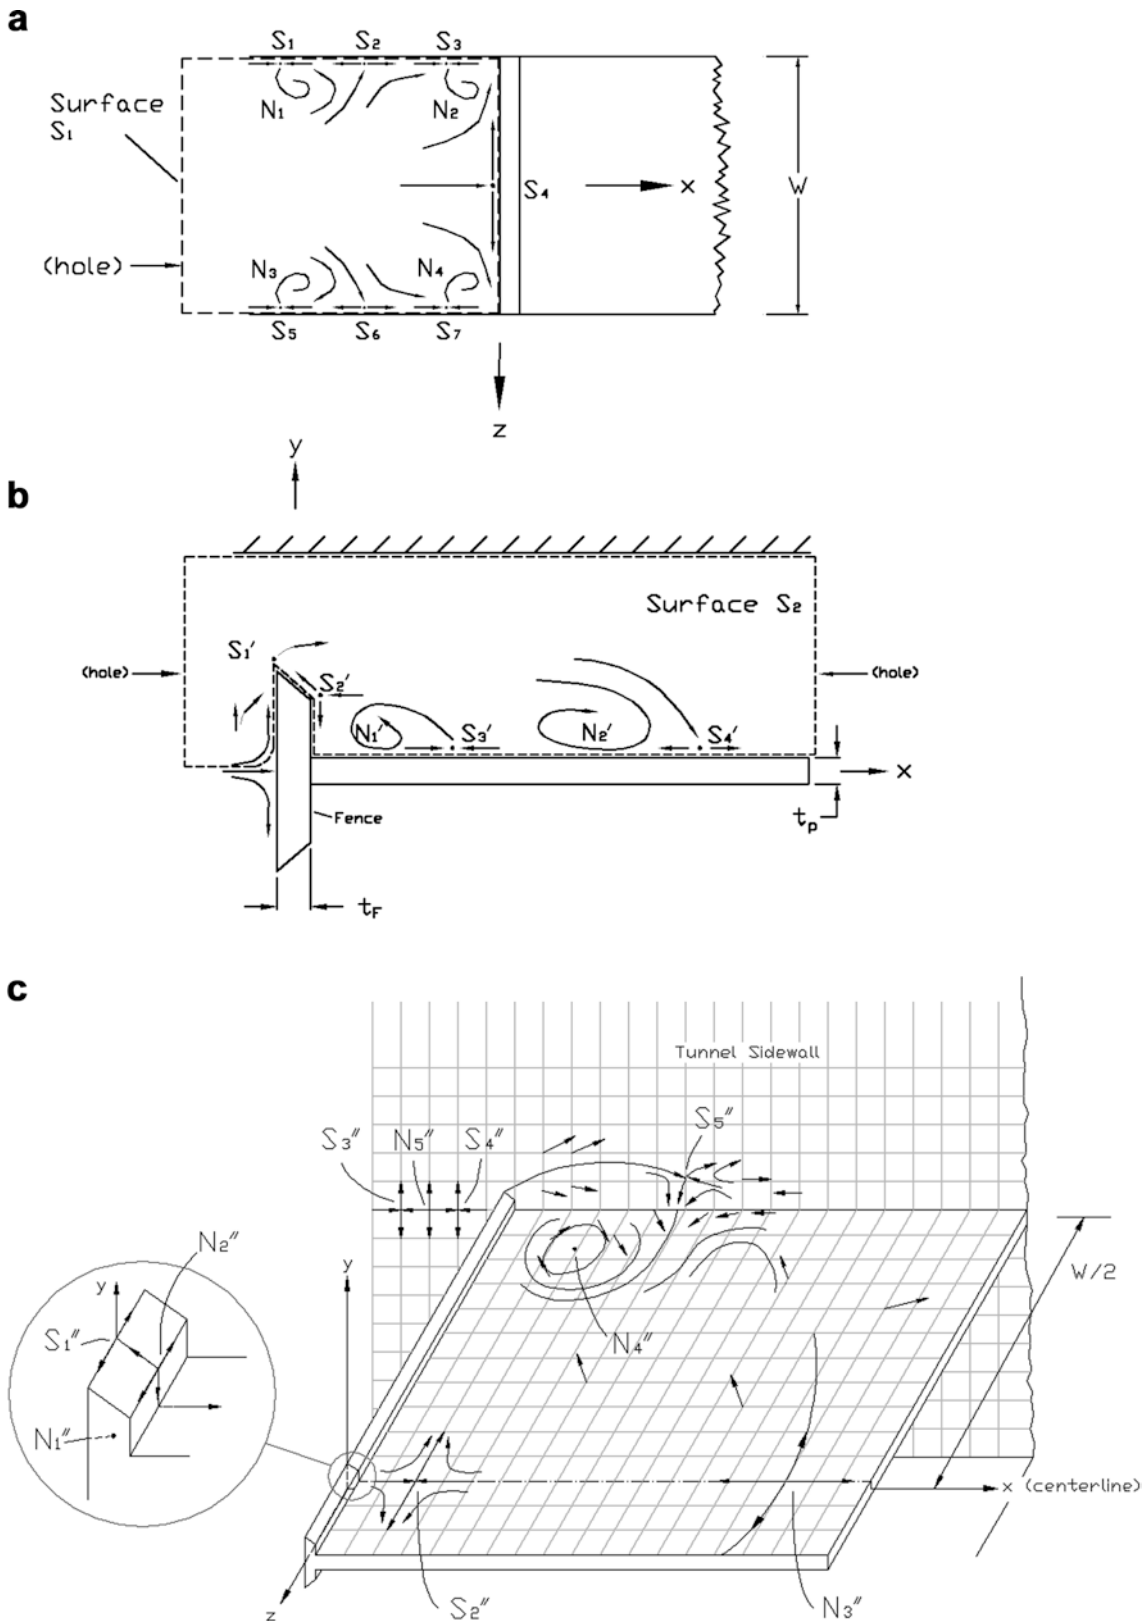 a
S₁ S₂ S₃
Surface
S₁
N₁ N₂
S₄
x
W
(hole)
N₃ N₄
S₅ S₆ S₇
z
y
b
Surface S₂
S₁′
(hole)
(hole)
S₂′
N₁′ S₃′ N₂′ S₄′
x
Fence
tₚ
t_F
c
Tunnel Sidewall
S₃″ N₅″ S₄″ S₅″
N₂″
y
y
W/2
S₁″
N₄″
N₁″
x (centerline)
z
S₂″
N₃″